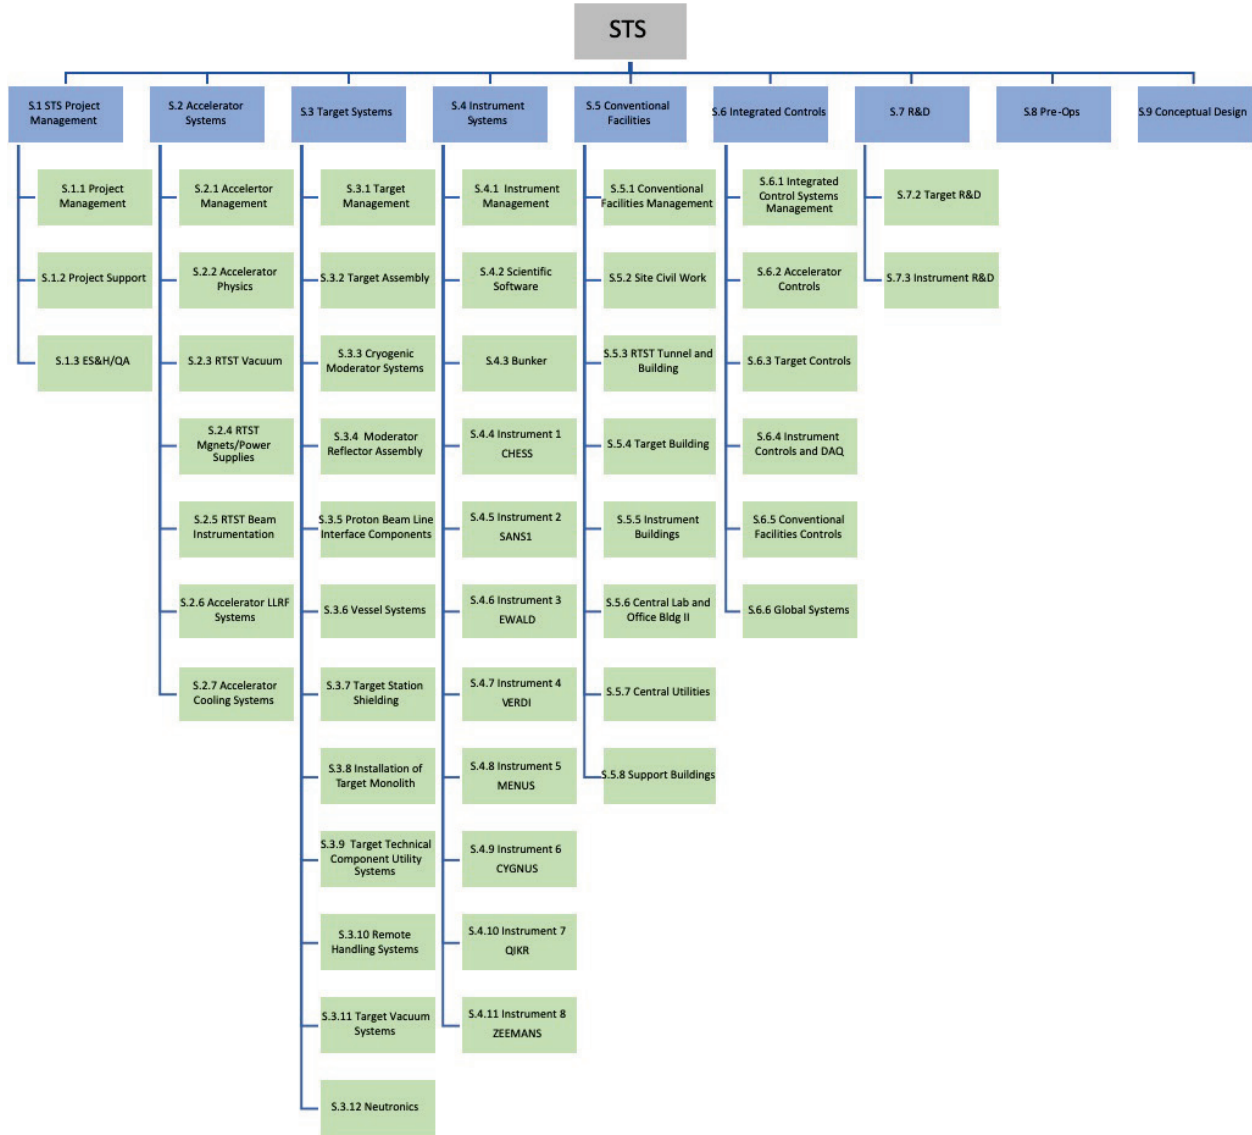 STS
S.1 STS Project
Management
S.2 Accelerator
Systems
S.3 Target Systems
S.4 Instrument
Systems
S.5 Conventional
Facilities
S.6 Integrated Controls
S.7 R&D
S.8 Pre-Ops
S.9 Conceptual Design
S.1.1 Project
Management
S.1.2 Project Support
S.1.3 ES&H/QA
S.2.1 Accelertor
Management
S.2.2 Accelerator
Physics
S.2.3 RTST Vacuum
S.2.4 RTST
Mgnets/Power
Supplies
S.2.5 RTST Beam
Instrumentation
S.2.6 Accelerator LLRF
Systems
S.2.7 Accelerator
Cooling Systems
S.3.1 Target
Management
S.3.2 Target Assembly
S.3.3 Cryogenic
Moderator Systems
S.3.4 Moderator
Reflector Assembly
S.3.5 Proton Beam Line
Interface Components
S.3.6 Vessel Systems
S.3.7 Target Station
Shielding
S.3.8 Installation of
Target Monolith
S.3.9 Target Technical
Component Utility
Systems
S.3.10 Remote
Handling Systems
S.3.11 Target Vacuum
Systems
S.3.12 Neutronics
S.4.1 Instrument
Management
S.4.2 Scientific
Software
S.4.3 Bunker
S.4.4 Instrument 1
CHESS
S.4.5 Instrument 2
SANS1
S.4.6 Instrument 3
EWALD
S.4.7 Instrument 4
VERDI
S.4.8 Instrument 5
MENUS
S.4.9 Instrument 6
CYGNUS
S.4.10 Instrument 7
QIKR
S.4.11 Instrument 8
ZEEMANS
S.5.1 Conventional
Facilities Management
S.5.2 Site Civil Work
S.5.3 RTST Tunnel and
Building
S.5.4 Target Building
S.5.5 Instrument
Buildings
S.5.6 Central Lab and
Office Bldg II
S.5.7 Central Utilities
S.5.8 Support Buildings
S.6.1 Integrated
Control Systems
Management
S.6.2 Accelerator
Controls
S.6.3 Target Controls
S.6.4 Instrument
Controls and DAQ
S.6.5 Conventional
Facilities Controls
S.6.6 Global Systems
S.7.2 Target R&D
S.7.3 Instrument R&D